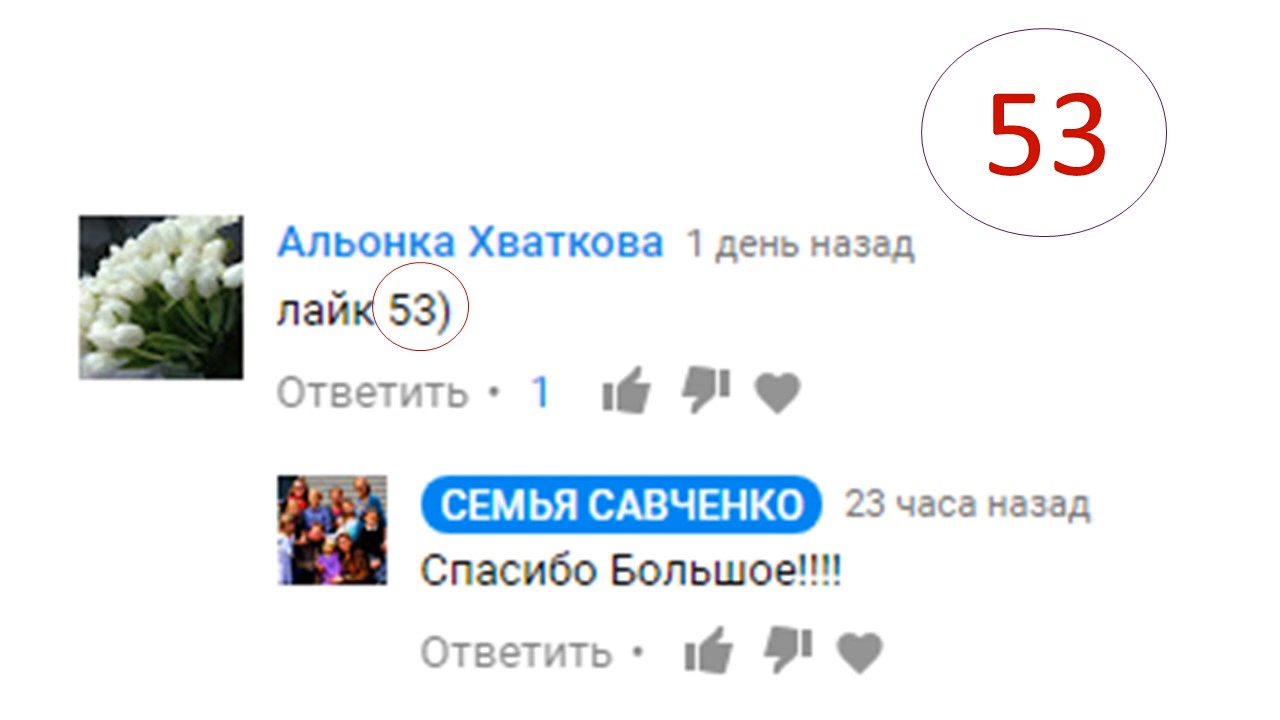 53
Альонка Хваткова 1 день назад
лайк 53)
Ответить • 1
СЕМЬЯ САВЧЕНКО 23 часа назад
Спасибо Большое!!!!
Ответить •